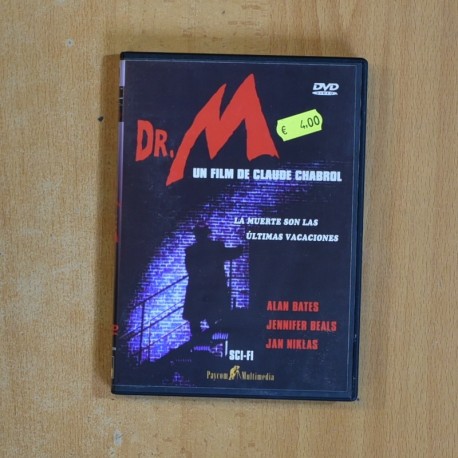 DVD
VIDEO
DR. M
€ 4,00
UN FILM DE CLAUDE CHABROL
LA MUERTE SON LAS
ÚLTIMAS VACACIONES
ALAN BATES
JENNIFER BEALS
JAN NIKLAS
SCI-FI
Paycom Multimedia